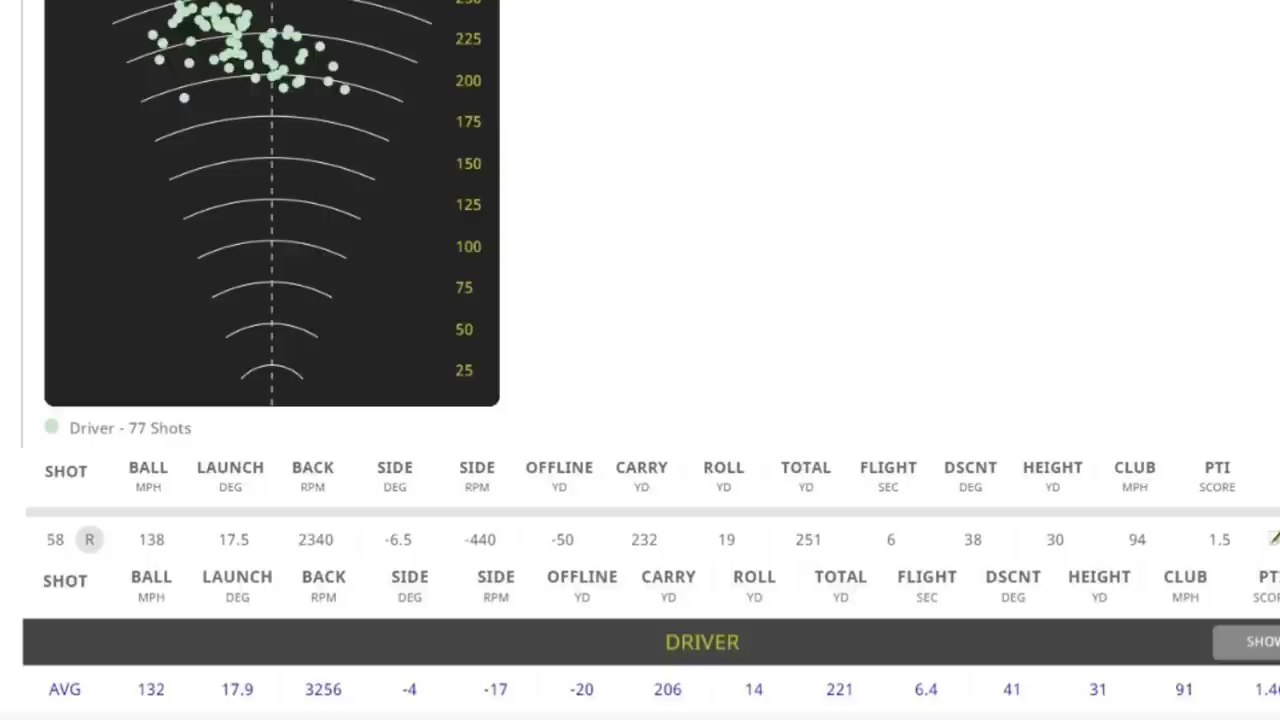 225
200
175
150
125
100
75
50
25
Driver - 77 Shots
SHOT BALL LAUNCH BACK SIDE SIDE OFFLINE CARRY ROLL TOTAL FLIGHT DSCNT HEIGHT CLUB PTI
MPH DEG RPM DEG RPM YD YD YD YD SEC DEG YD MPH SCORE
58 R 138 17.5 2340 -6.5 -440 -50 232 19 251 6 38 30 94 1.5
SHOT BALL LAUNCH BACK SIDE SIDE OFFLINE CARRY ROLL TOTAL FLIGHT DSCNT HEIGHT CLUB
MPH DEG RPM DEG RPM YD YD YD YD SEC DEG YD MPH
DRIVER SHOW
AVG 132 17.9 3256 -4 -17 -20 206 14 221 6.4 41 31 91